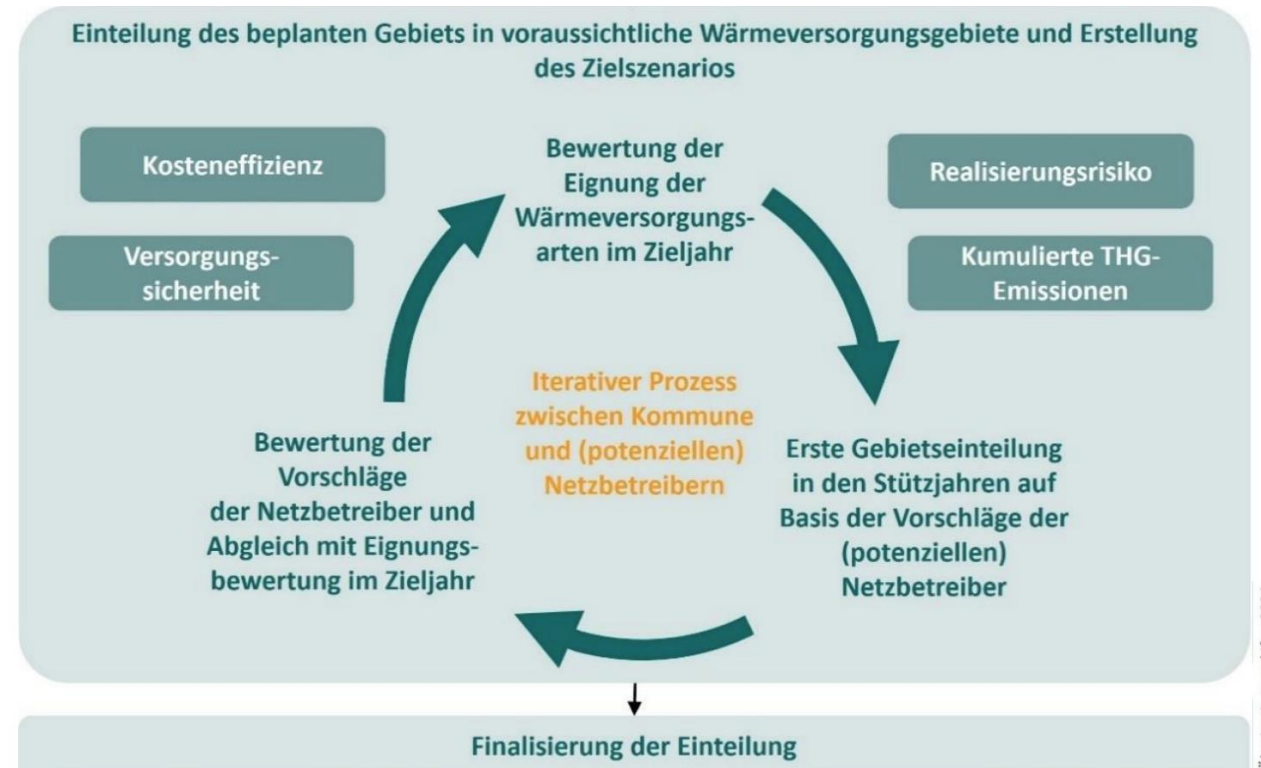 Einteilung des beplanten Gebiets in voraussichtliche Wärmeversorgungsgebiete und Erstellung
des Zielszenarios
Kosteneffizienz
Versorgungs-
sicherheit
Bewertung der
Eignung der
Wärmeversorgungs-
arten im Zieljahr
Realisierungsrisiko
Kumulierte THG-
Emissionen
Iterativer Prozess
zwischen Kommune
und (potenziellen)
Netzbetreibern
Erste Gebietseinteilung
in den Stützjahren auf
Basis der Vorschläge der
(potenziellen)
Netzbetreiber
Bewertung der
Vorschläge
der Netzbetreiber und
Abgleich mit Eignungs-
bewertung im Zieljahr
Finalisierung der Einteilung